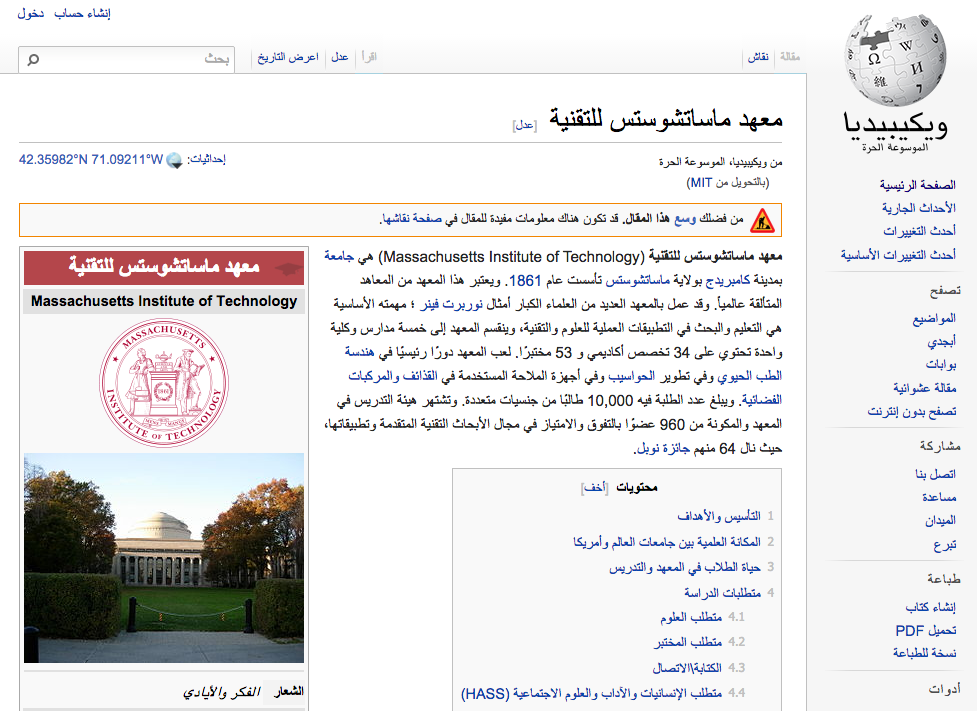 إنشاء حساب دخول
مقالة نقاش
اقرأ عدل اعرض التاريخ
بحث
ويكيبيديا
الموسوعة الحرة
الصفحة الرئيسية
الأحداث الجارية
أحدث التغييرات
أحدث التغييرات الأساسية
تصفح
المواضيع
أبجدي
بوابات
مقالة عشوائية
تصفح بدون إنترنت
مشاركة
اتصل بنا
مساعدة
الميدان
تبرع
طباعة
إنشاء كتاب
تحميل PDF
نسخة للطباعة
أدوات
معهد ماساتشوستس للتقنية [عدل]
من ويكيبيديا، الموسوعة الحرة
(بالتحويل من MIT)
إحداثيات: 42.35982°N 71.09211°W
من فضلك وسع هذا المقال. قد تكون هناك معلومات مفيدة للمقال في صفحة نقاشها.
معهد ماساتشوستس للتقنية (Massachusetts Institute of Technology) هي جامعة
بمدينة كامبريدج بولاية ماساتشوستس تأسست عام 1861. ويعتبر هذا المعهد من المعاهد
المتألقة عالمياً. وقد عمل بالمعهد العديد من العلماء الكبار أمثال نوربرت فينر ؛ مهمته الأساسية
هي التعليم والبحث في التطبيقات العملية للعلوم والتقنية، وينقسم المعهد إلى خمسة مدارس وكلية
واحدة تحتوي على 34 تخصص أكاديمي و 53 مختبرًا. لعب المعهد دورًا رئيسيًا في هندسة
الطب الحيوي وفي تطوير الحواسيب وفي أجهزة الملاحة المستخدمة في القذائف والمركبات
الفضائية. ويبلغ عدد الطلبة فيه 10,000 طالبًا من جنسيات متعددة. وتشتهر هيئة التدريس في
المعهد والمكونة من 960 عضوًا بالتفوق والامتياز في مجال الأبحاث التقنية المتقدمة وتطبيقاتها،
حيث نال 64 منهم جائزة نوبل.
محتويات [أخف]
1 التأسيس والأهداف
2 المكانة العلمية بين جامعات العالم وأمريكا
3 حياة الطلاب في المعهد والتدريس
4 متطلبات الدراسة
4.1 متطلب العلوم
4.2 متطلب المختبر
4.3 الكتابة\الاتصال
4.4 متطلب الإنسانيات والآداب والعلوم الاجتماعية (HASS)
معهد ماساتشوستس للتقنية
Massachusetts Institute of Technology
MASSACHUSETTS
INSTITUTE OF TECHNOLOGY
الشعار الفكر والأيادي